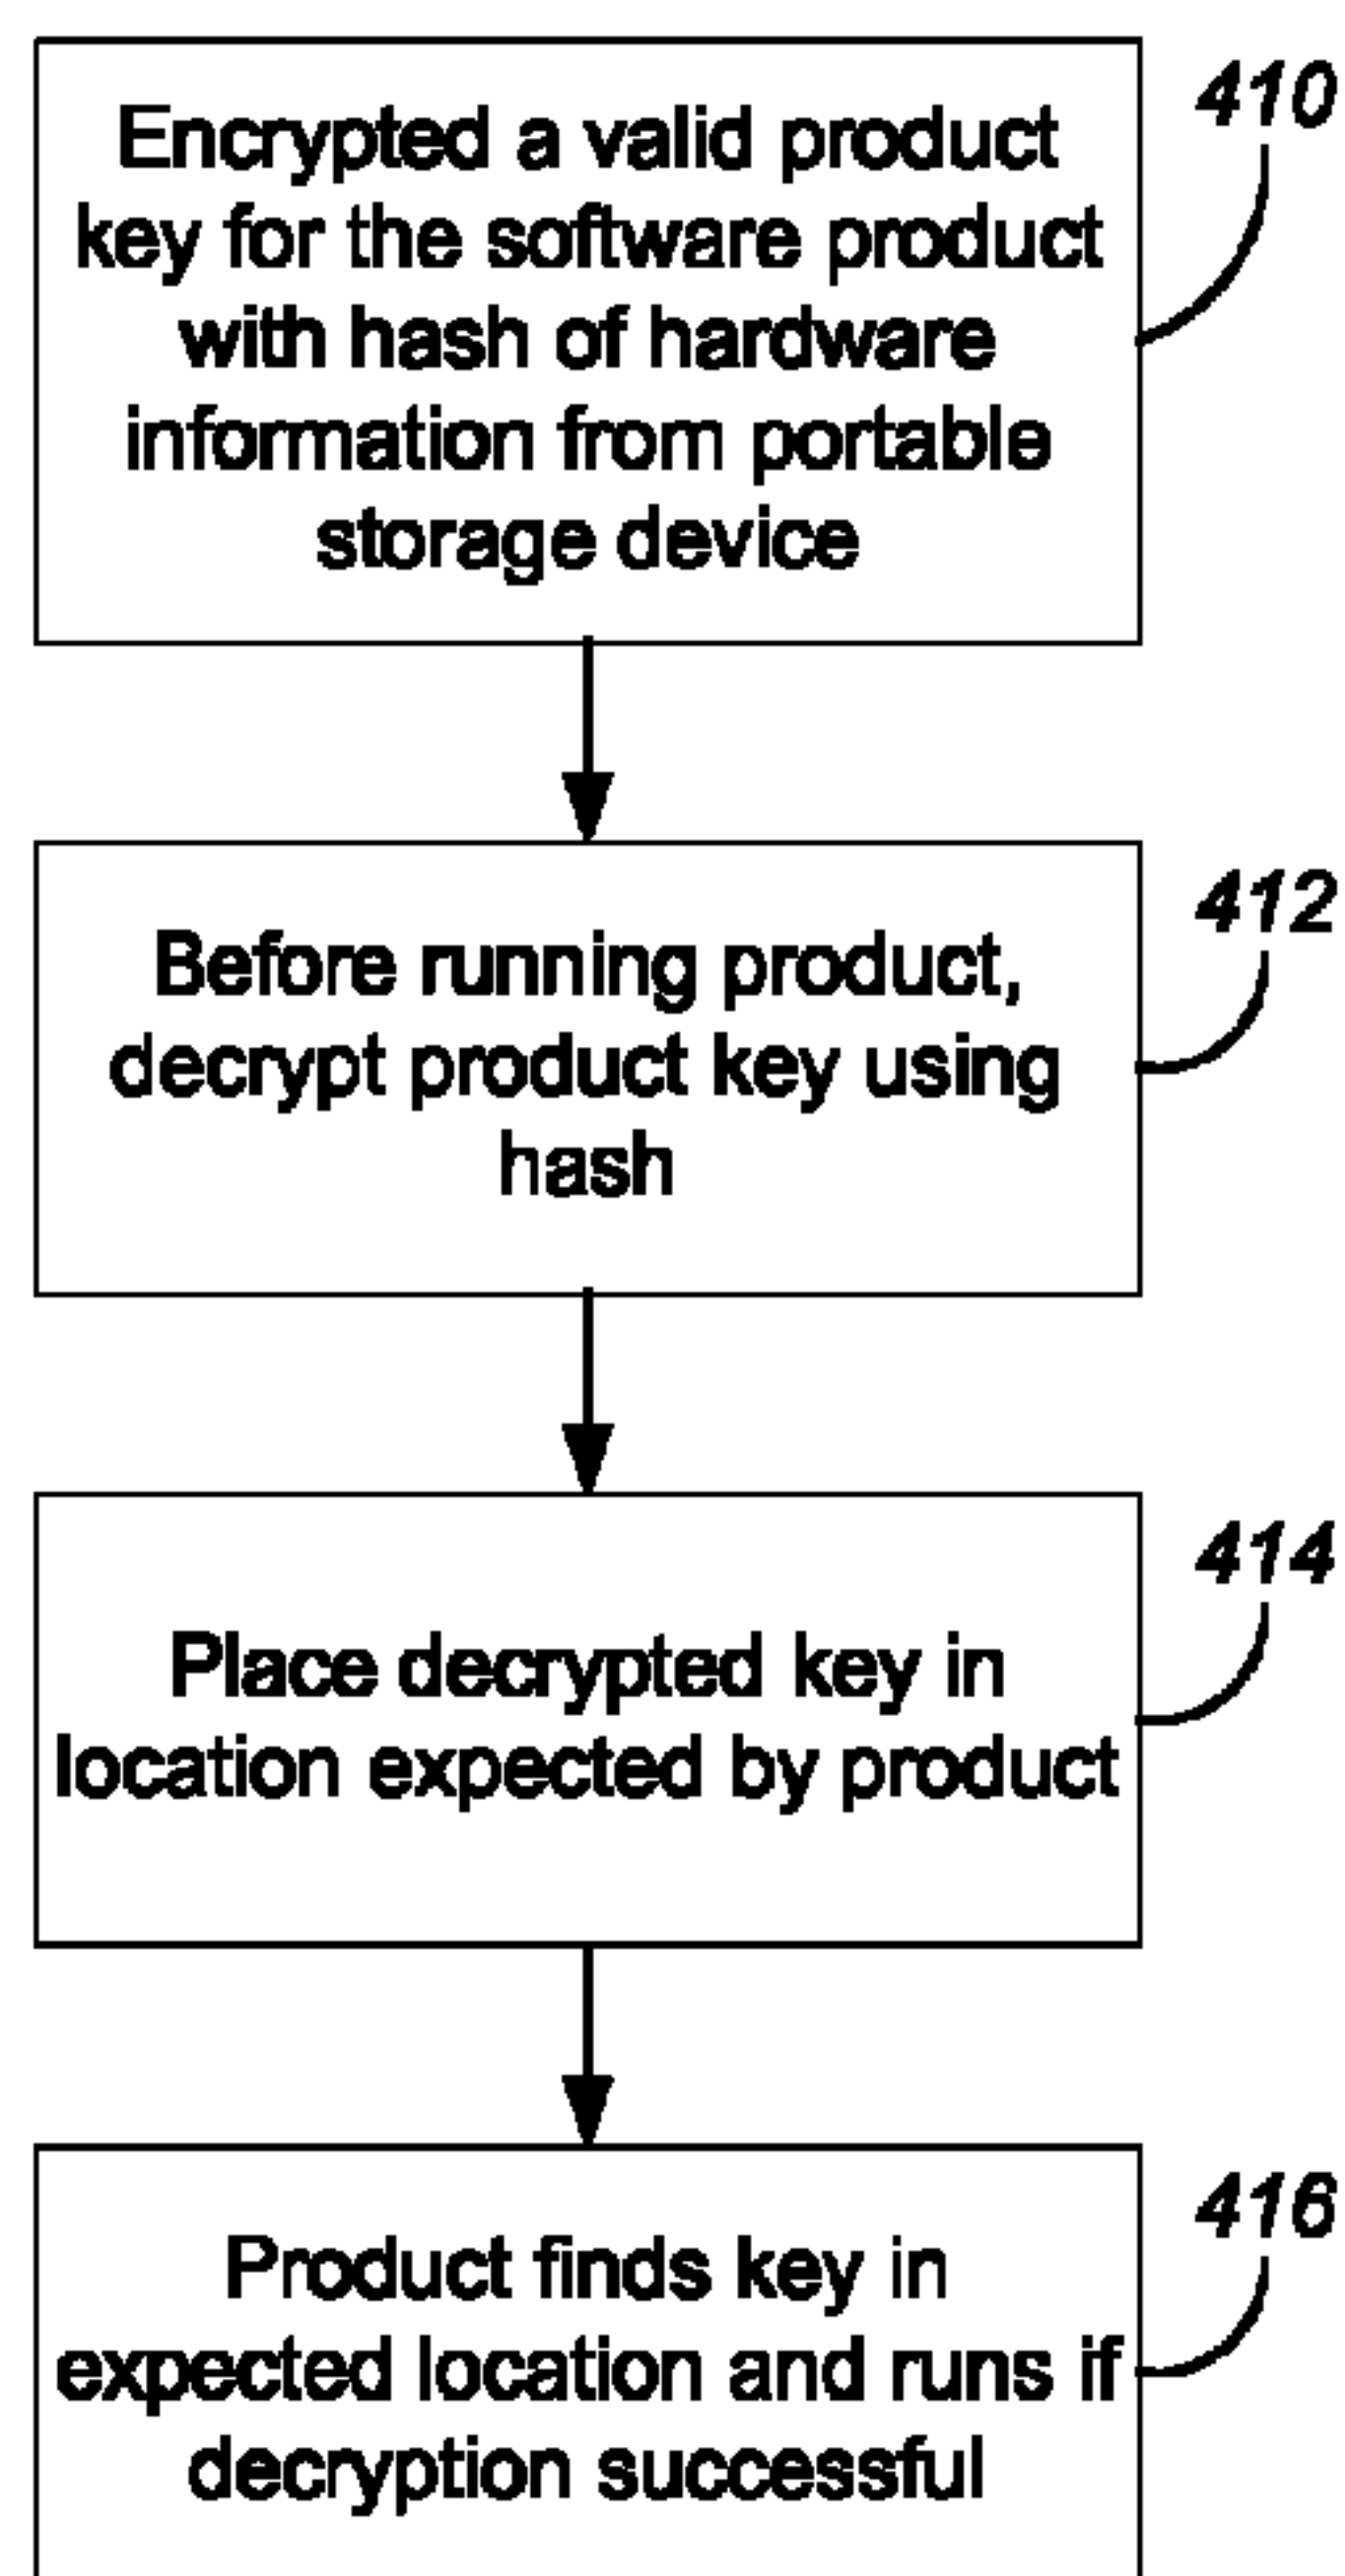 410
Encrypted a valid product
key for the software product
with hash of hardware
information from portable
storage device
412
Before running product,
decrypt product key using
hash
414
Place decrypted key in
location expected by product
416
Product finds key in
expected location and runs if
decryption successful